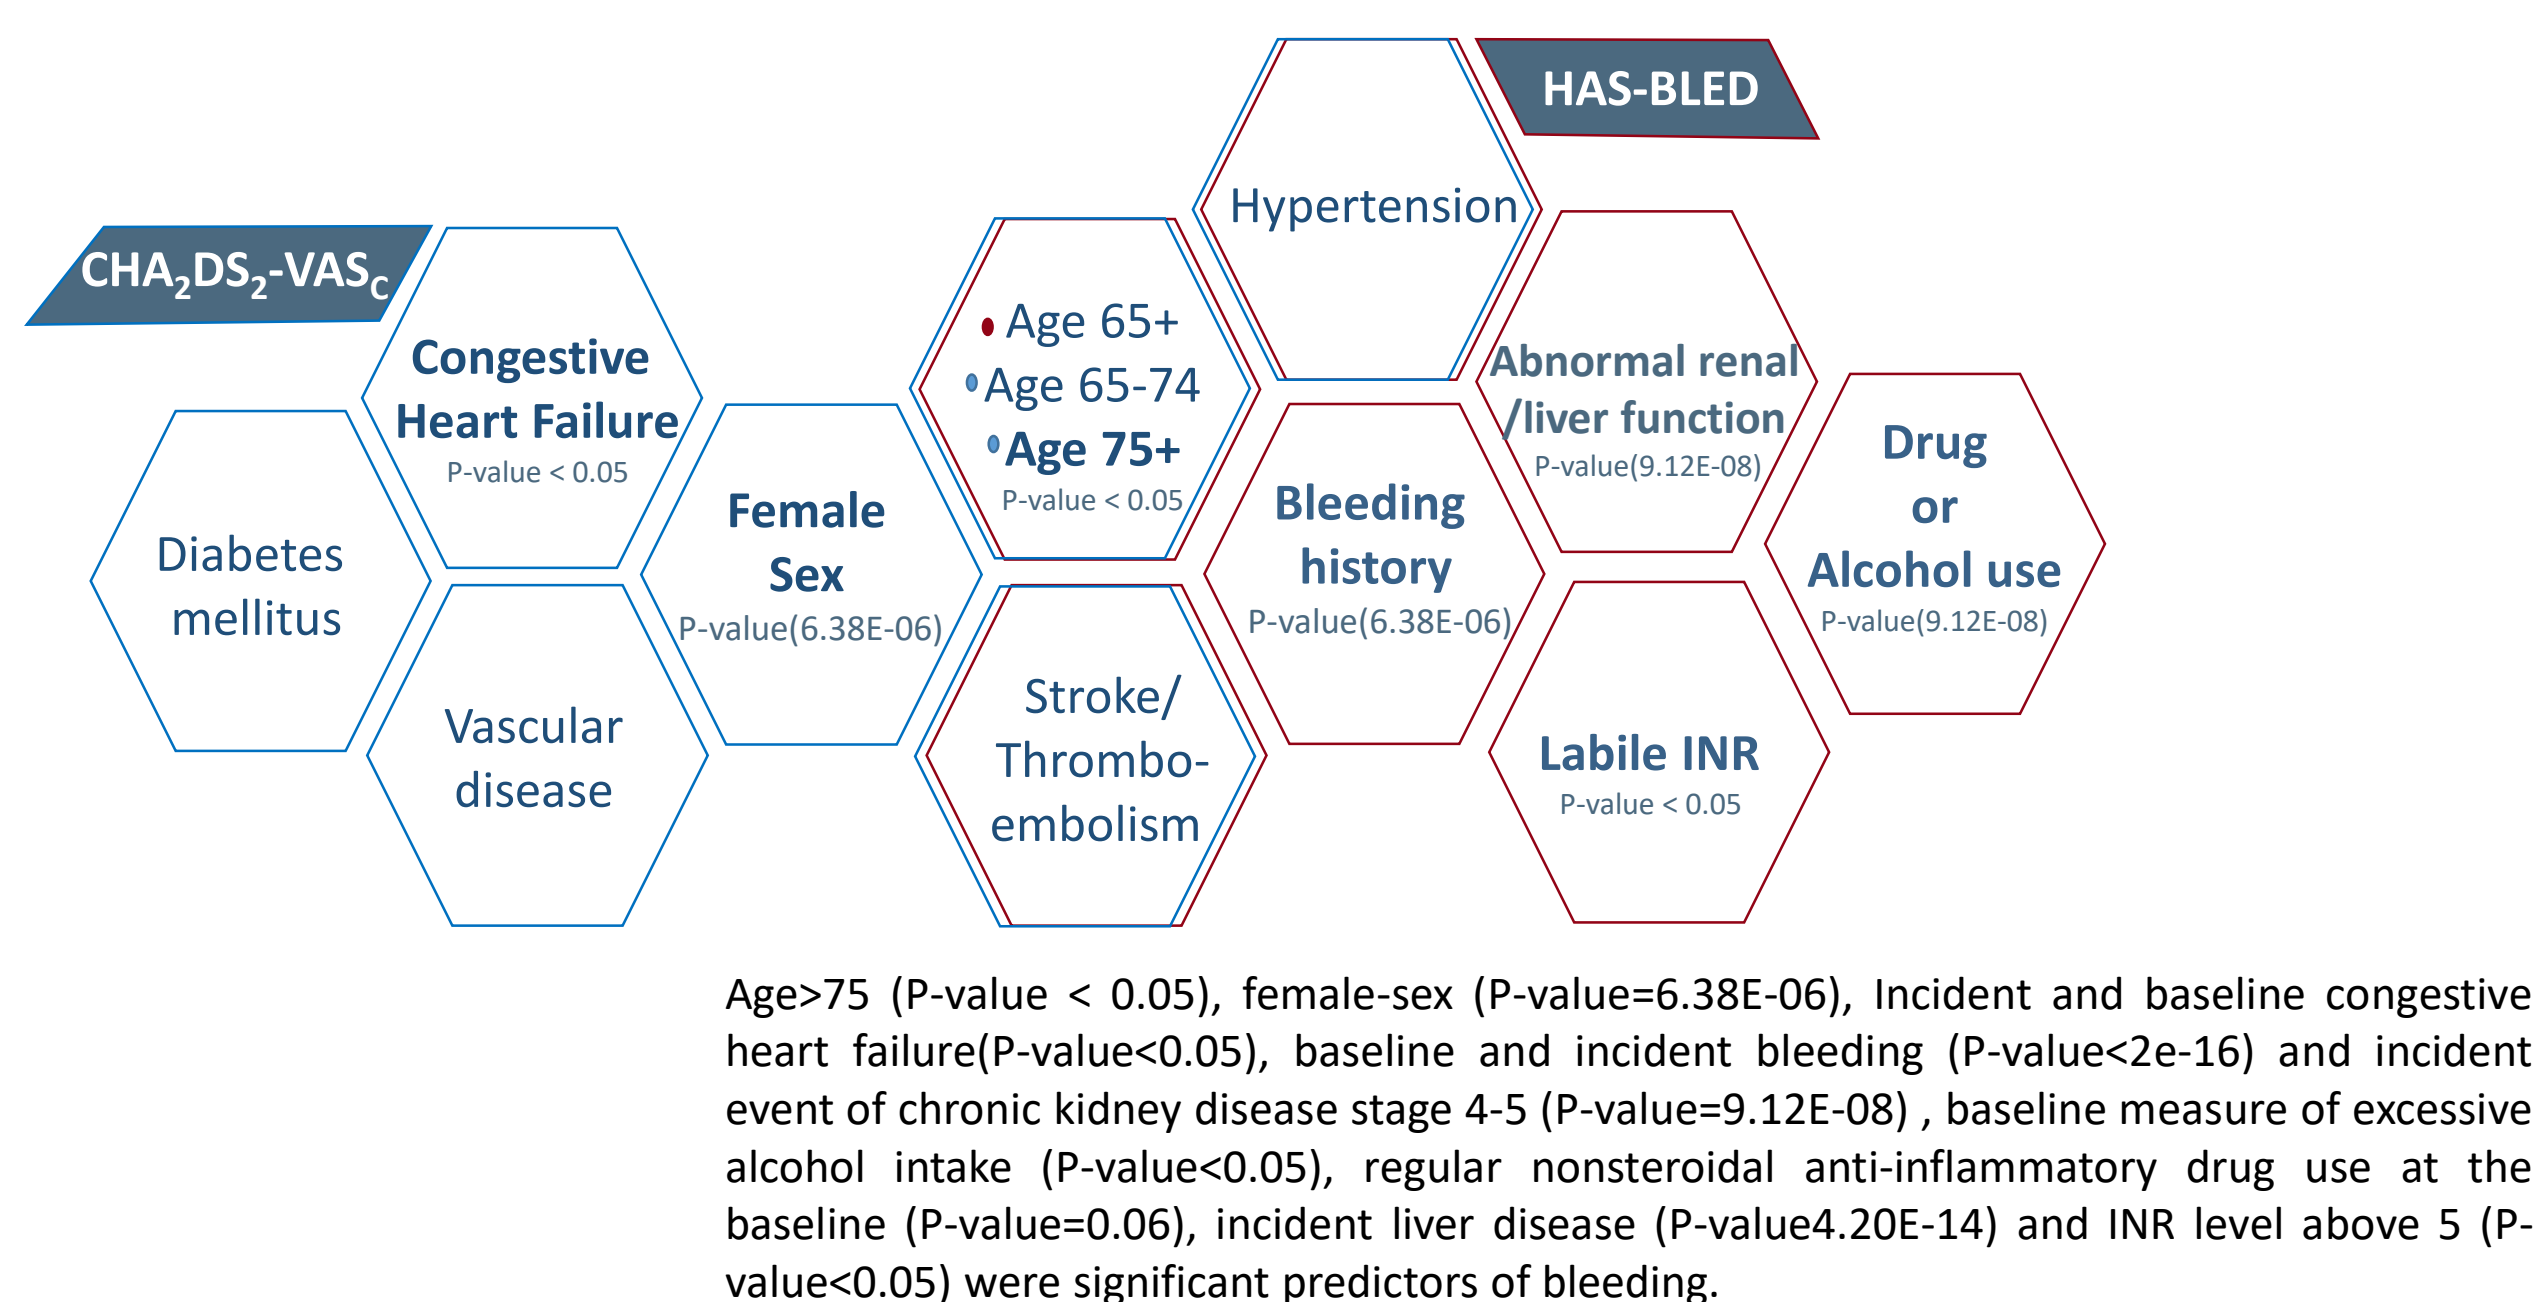 HAS-BLED
Hypertension
CHA₂DS₂-VASC
Congestive
Heart Failure
P-value < 0.05
Age 65+
Age 65-74
Age 75+
P-value < 0.05
Abnormal renal
/liver function
P-value(9.12E-08)
Drug
or
Alcohol use
P-value(9.12E-08)
Female
Sex
P-value(6.38E-06)
Bleeding
history
P-value(6.38E-06)
Diabetes
mellitus
Vascular
disease
Stroke/
Thrombo-
embolism
Labile INR
P-value < 0.05
Age>75 (P-value < 0.05), female-sex (P-value=6.38E-06), Incident and baseline congestive
heart failure(P-value<0.05), baseline and incident bleeding (P-value<2e-16) and incident
event of chronic kidney disease stage 4-5 (P-value=9.12E-08) , baseline measure of excessive
alcohol intake (P-value<0.05), regular nonsteroidal anti-inflammatory drug use at the
baseline (P-value=0.06), incident liver disease (P-value4.20E-14) and INR level above 5 (P-
value<0.05) were significant predictors of bleeding.